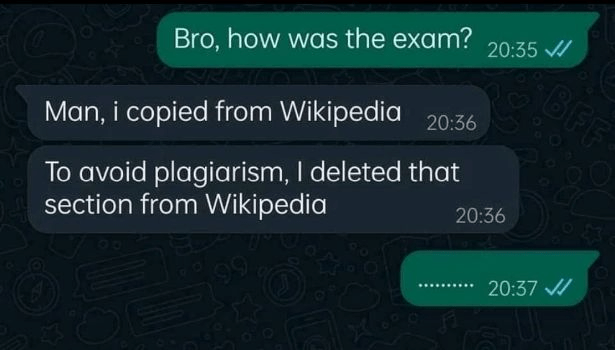 Bro, how was the exam? 20:35
Man, i copied from Wikipedia 20:36
To avoid plagiarism, I deleted that
section from Wikipedia 20:36
.......... 20:37